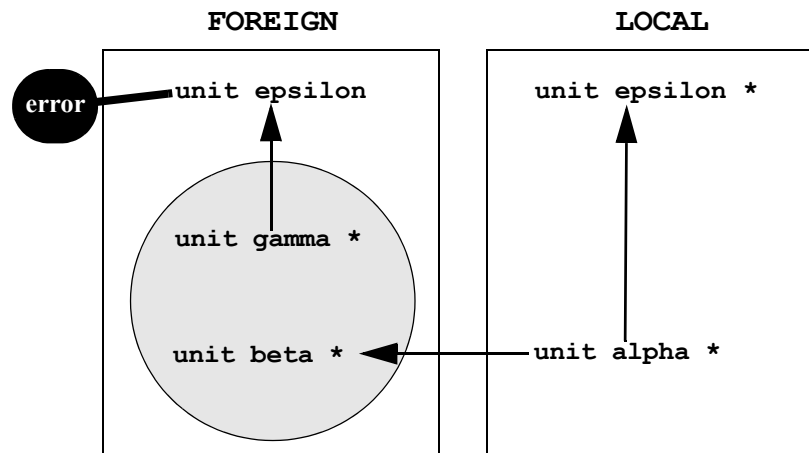 FOREIGN
LOCAL
error
unit epsilon
unit epsilon *
unit gamma *
unit beta *
unit alpha *